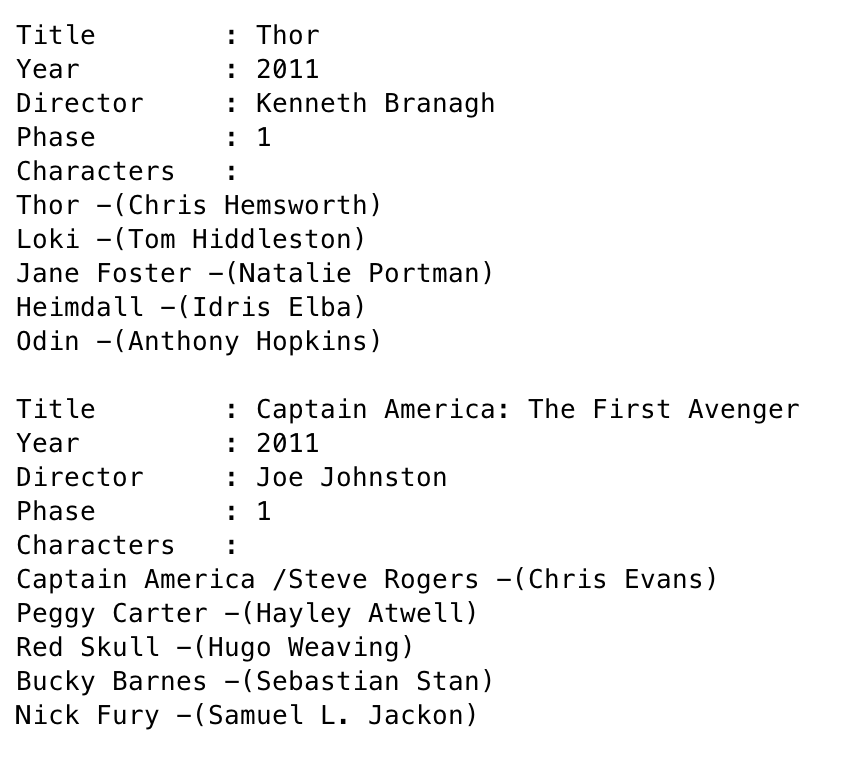 Title        : Thor
Year         : 2011
Director     : Kenneth Branagh
Phase        : 1
Characters   :
Thor -(Chris Hemsworth)
Loki -(Tom Hiddleston)
Jane Foster -(Natalie Portman)
Heimdall -(Idris Elba)
Odin -(Anthony Hopkins)

Title        : Captain America: The First Avenger
Year         : 2011
Director     : Joe Johnston
Phase        : 1
Characters   :
Captain America /Steve Rogers -(Chris Evans)
Peggy Carter -(Hayley Atwell)
Red Skull -(Hugo Weaving)
Bucky Barnes -(Sebastian Stan)
Nick Fury -(Samuel L. Jackon)